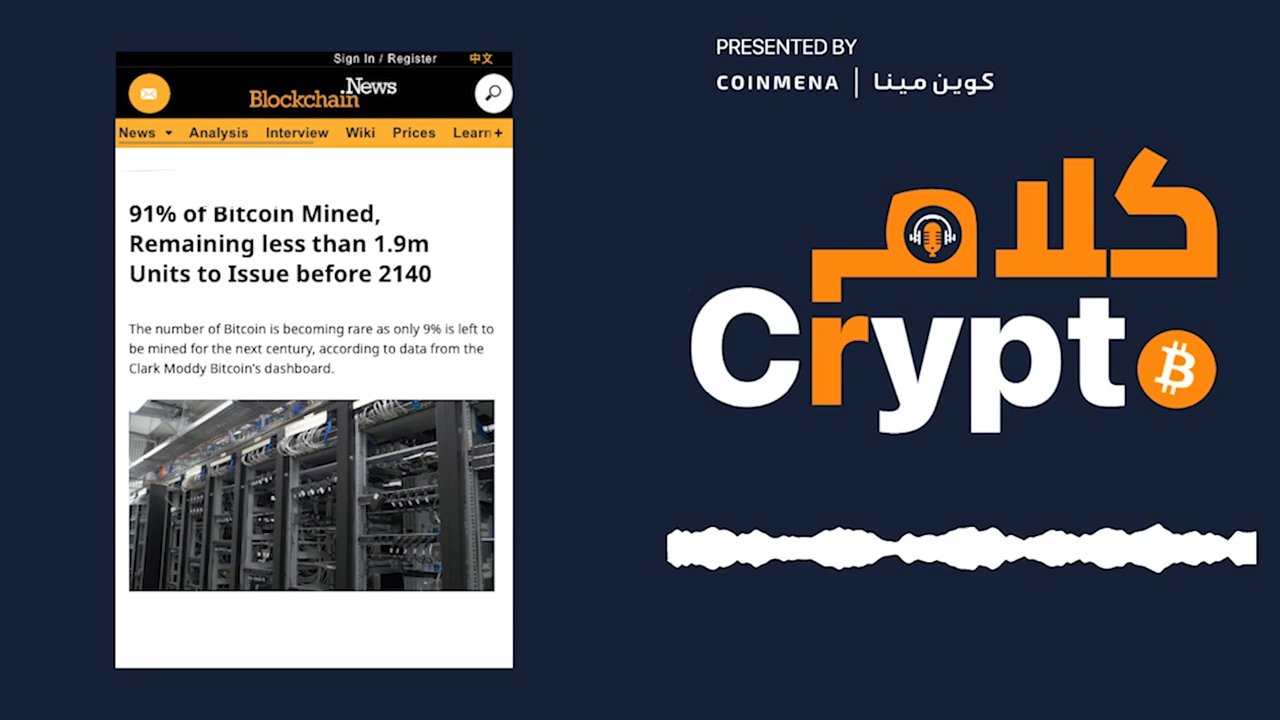 Sign In / Register 中文
Blockchain.News
News Analysis Interview Wiki Prices Learn +
91% of Bitcoin Mined,
Remaining less than 1.9m
Units to Issue before 2140
The number of Bitcoin is becoming rare as only 9% is left to
be mined for the next century, according to data from the
Clark Moddy Bitcoin's dashboard.
PRESENTED BY
COINMENA | كوين مينا
كلام
Crypto